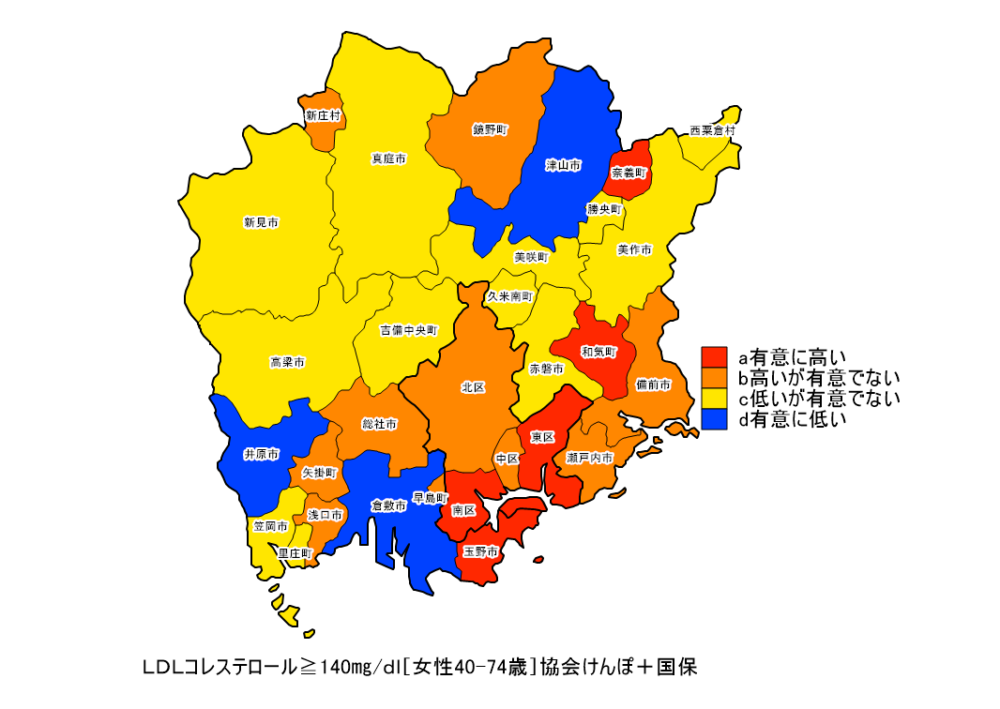 新庄村
鏡野町
西粟倉村
真庭市
津山市
奈義町
勝央町
新見市
美作市
美咲町
久米南町
吉備中央町
和気町
高梁市
赤磐市
北区
備前市
a有意に高い
b高いが有意でない
c低いが有意でない
d有意に低い
総社市
東区
井原市
中区
瀬戸内市
矢掛町
早島町
倉敷市
南区
浅口市
笠岡市
里庄町
玉野市
LDLコレステロール≧140㎎/dl[女性40-74歳]協会けんぽ＋国保